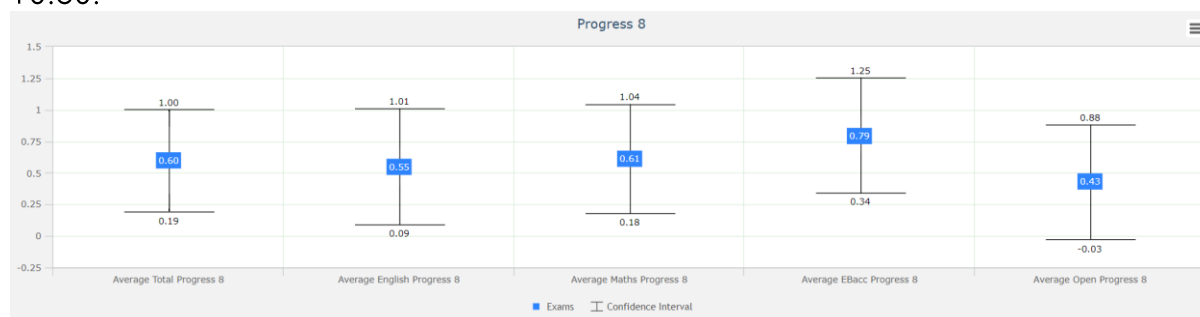 Progress 8
1.5
1.25
1
0.75
0.5
0.25
0
-0.25
1.00
0.60
0.19
1.01
0.55
0.09
1.04
0.61
0.18
1.25
0.79
0.34
0.88
0.43
-0.03
Average Total Progress 8
Average English Progress 8
Average Maths Progress 8
Average EBacc Progress 8
Average Open Progress 8
Exams
Confidence Interval